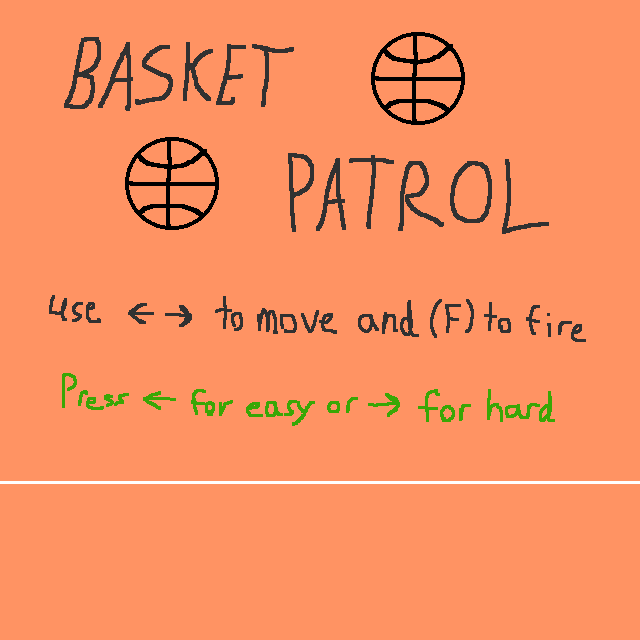 BASKET
PATROL
use ← → to move and (F) to fire
Press ← for easy or → for hard